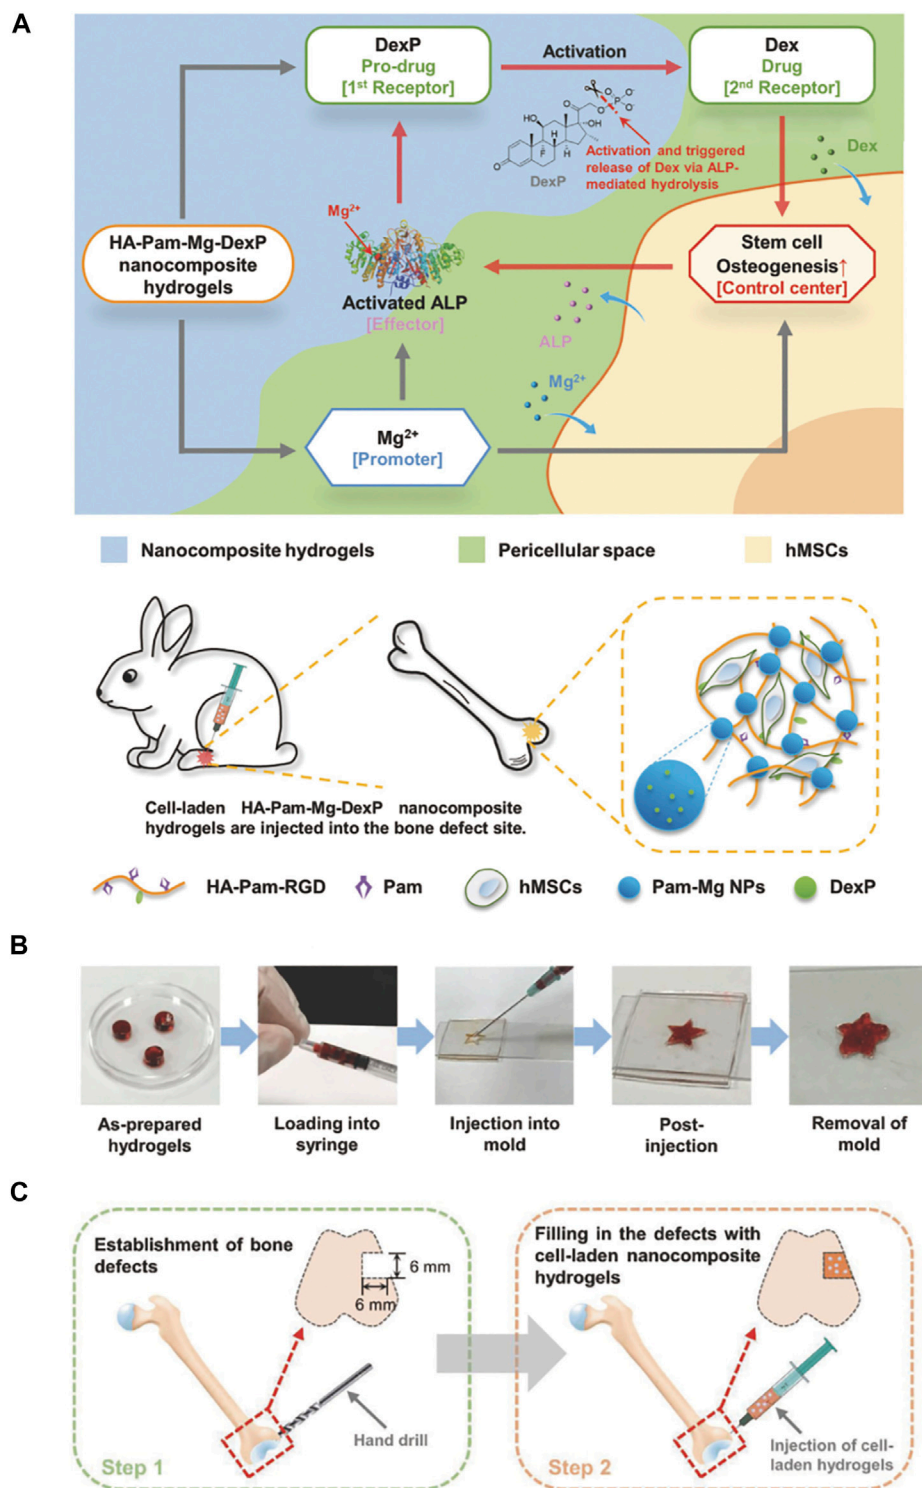 A
DexP
Pro-drug
[1st Receptor]
Activation
Dex
Drug
[2nd Receptor]
HO
O
O
O
P
O-
O-
OH
F
H
H
O
DexP
Activation and triggered
release of Dex via ALP-
mediated hydrolysis
Dex
Mg2+
HA-Pam-Mg-DexP
nanocomposite
hydrogels
Activated ALP
[Effector]
Stem cell
Osteogenesis↑
[Control center]
ALP
Mg2+
Mg2+
[Promoter]
Nanocomposite hydrogels
Pericellular space
hMSCs
Cell-laden HA-Pam-Mg-DexP nanocomposite
hydrogels are injected into the bone defect site.
HA-Pam-RGD
Pam
hMSCs
Pam-Mg NPs
DexP
B
As-prepared
hydrogels
Loading into
syringe
Injection into
mold
Post-
injection
Removal of
mold
C
Establishment of bone
defects
6 mm
6 mm
Hand drill
Step 1
Filling in the defects with
cell-laden nanocomposite
hydrogels
Injection of cell-
laden hydrogels
Step 2